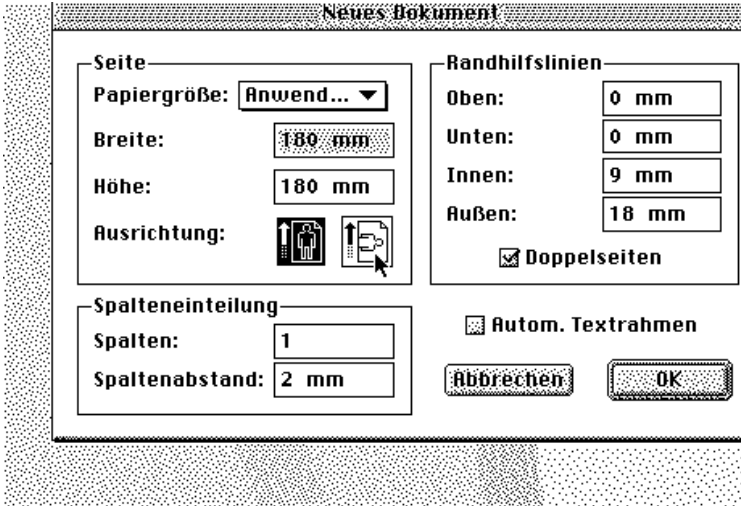 Neues Dokument
Seite
Papiergröße: Anwend...
Breite: 180 mm
Höhe: 180 mm
Ausrichtung:
Spalteneinteilung
Spalten: 1
Spaltenabstand: 2 mm
Randhilfslinien
Oben: 0 mm
Unten: 0 mm
Innen: 9 mm
Außen: 18 mm
Doppelseiten
Autom. Textrahmen
Abbrechen OK